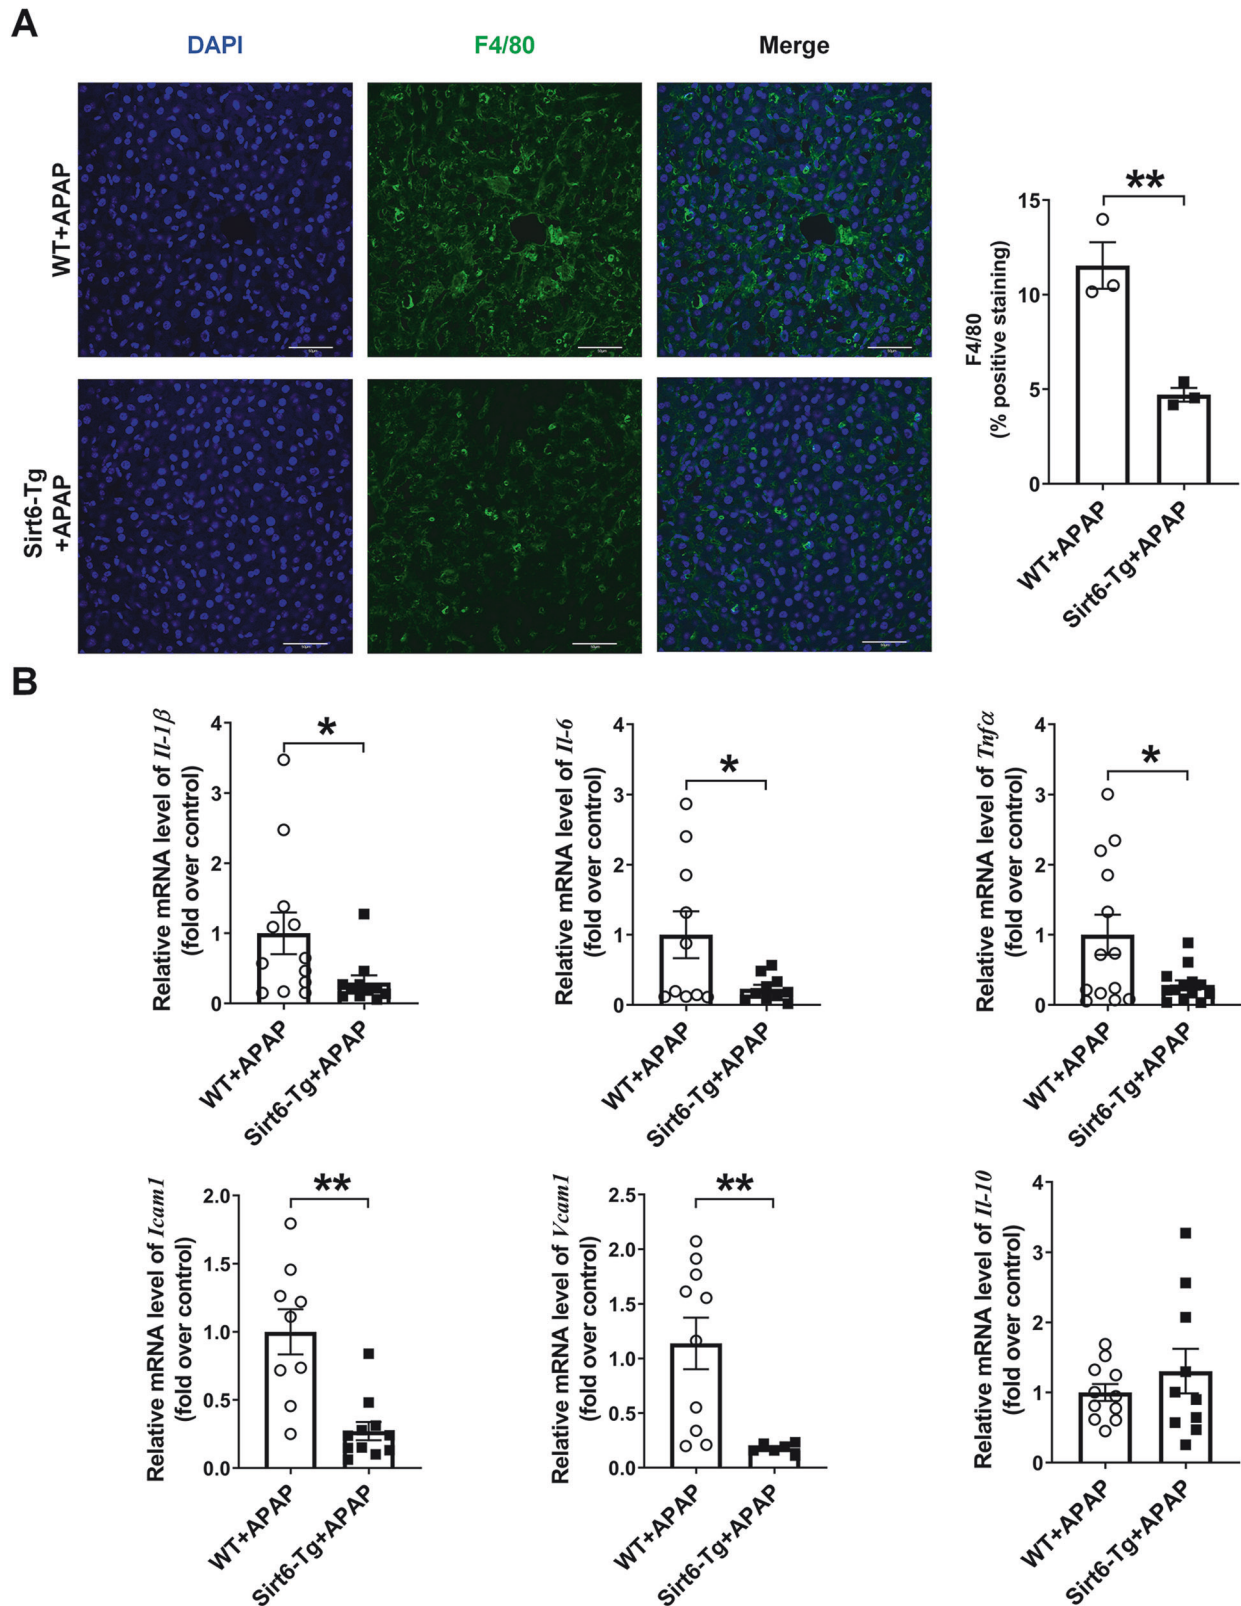 A
DAPI
F4/80
Merge
WT+APAP
Sirt6-Tg
+APAP
F4/80
(% positive staining)
15
10
5
0
**
WT+APAP
Sirt6-Tg+APAP
B
Relative mRNA level of Il-1β
(fold over control)
4
3
2
1
0
*
WT+APAP
Sirt6-Tg+APAP
Relative mRNA level of Il-6
(fold over control)
4
3
2
1
0
*
WT+APAP
Sirt6-Tg+APAP
Relative mRNA level of Tnfα
(fold over control)
4
3
2
1
0
*
WT+APAP
Sirt6-Tg+APAP
Relative mRNA level of Icam1
(fold over control)
2.0
1.5
1.0
0.5
0.0
**
WT+APAP
Sirt6-Tg+APAP
Relative mRNA level of Vcam1
(fold over control)
2.5
2.0
1.5
1.0
0.5
0.0
**
WT+APAP
Sirt6-Tg+APAP
Relative mRNA level of Il-10
(fold over control)
4
3
2
1
0
WT+APAP
Sirt6-Tg+APAP